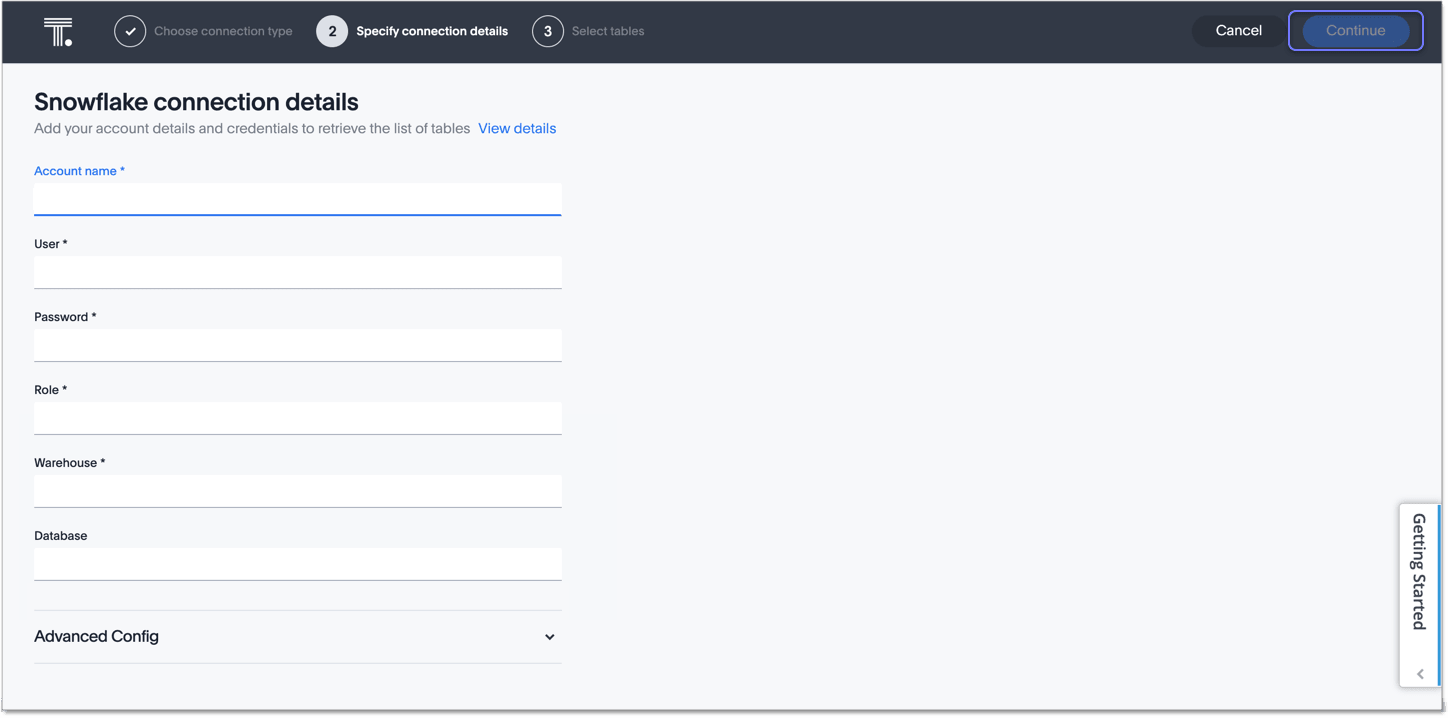 T.
Choose connection type
2 Specify connection details
3 Select tables
Cancel
Continue
Snowflake connection details
Add your account details and credentials to retrieve the list of tables View details
Account name *
User *
Password *
Role *
Warehouse *
Database
Advanced Config
Getting Started